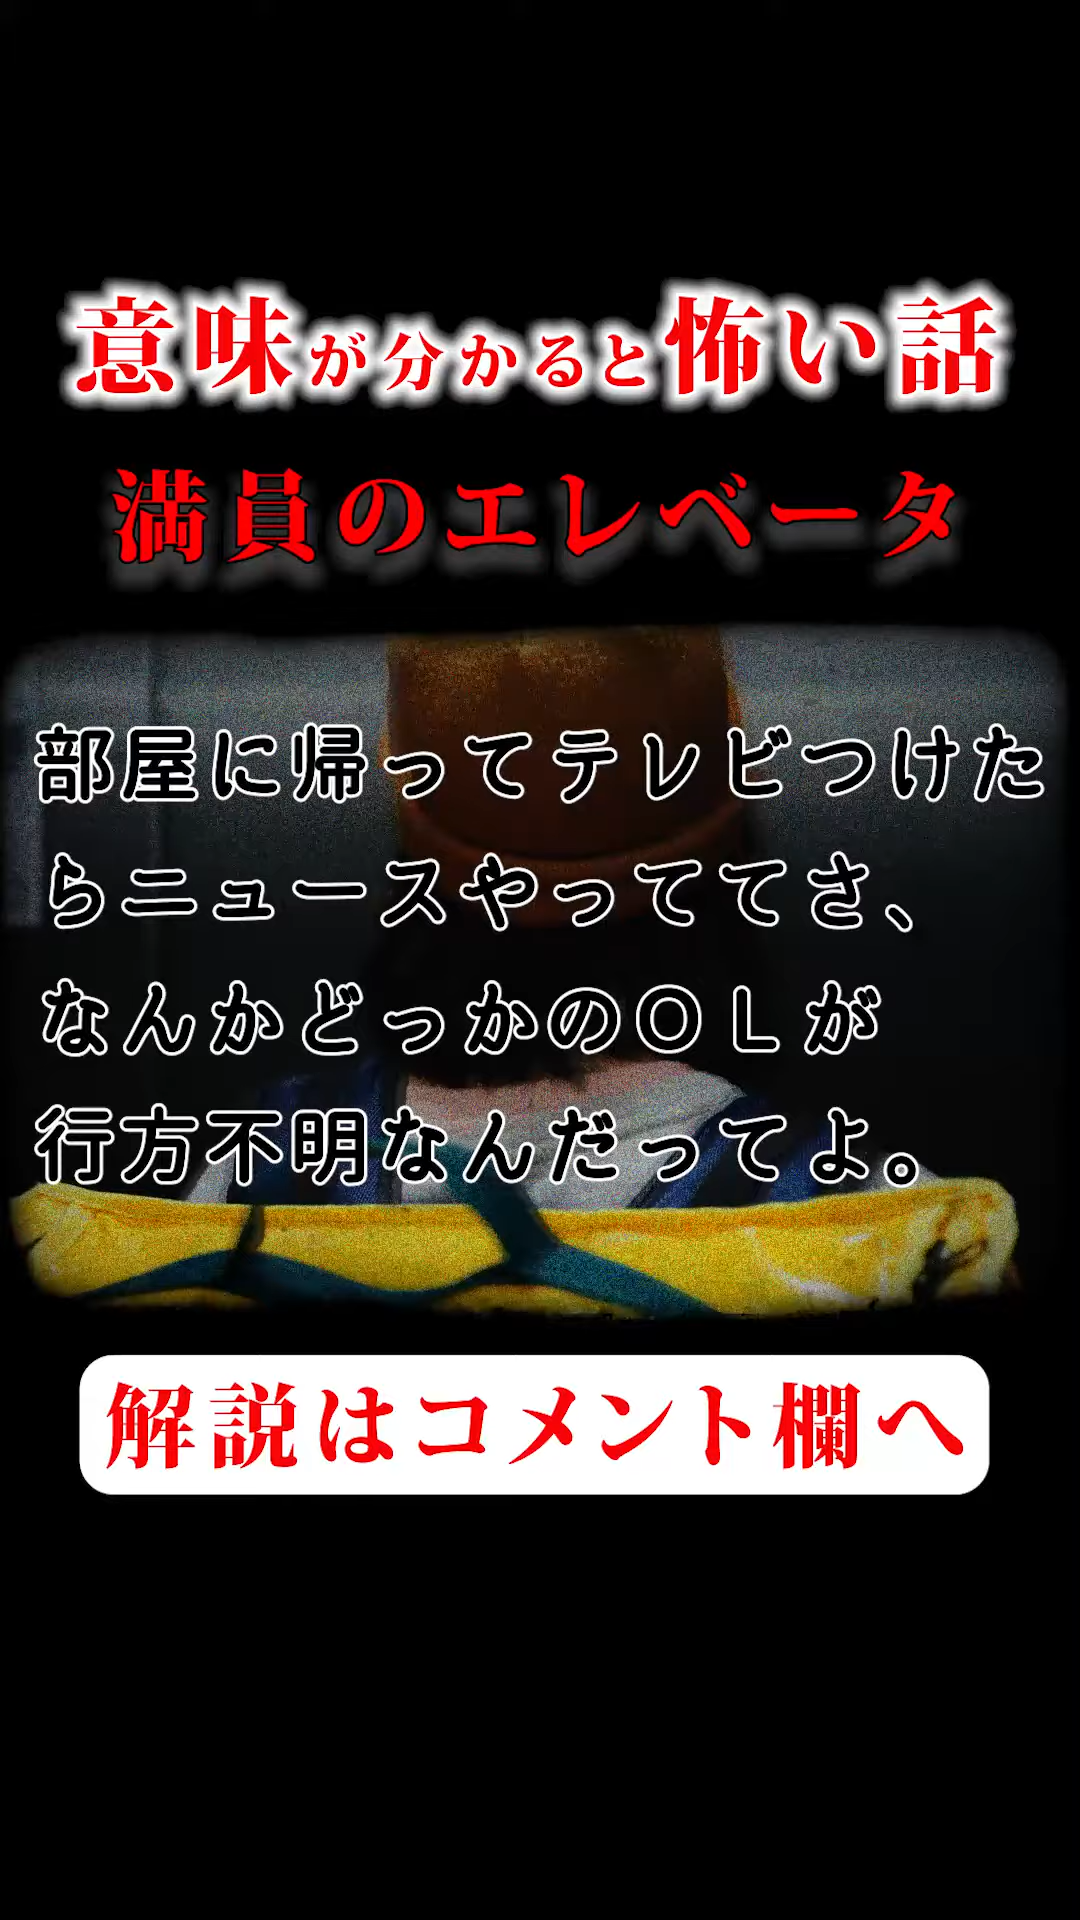 意味が分かると怖い話
満員のエレベータ
部屋に帰ってテレビつけた
らニュースやっててさ、
なんかどっかのＯＬが
行方不明なんだってよ。
解説はコメント欄へ